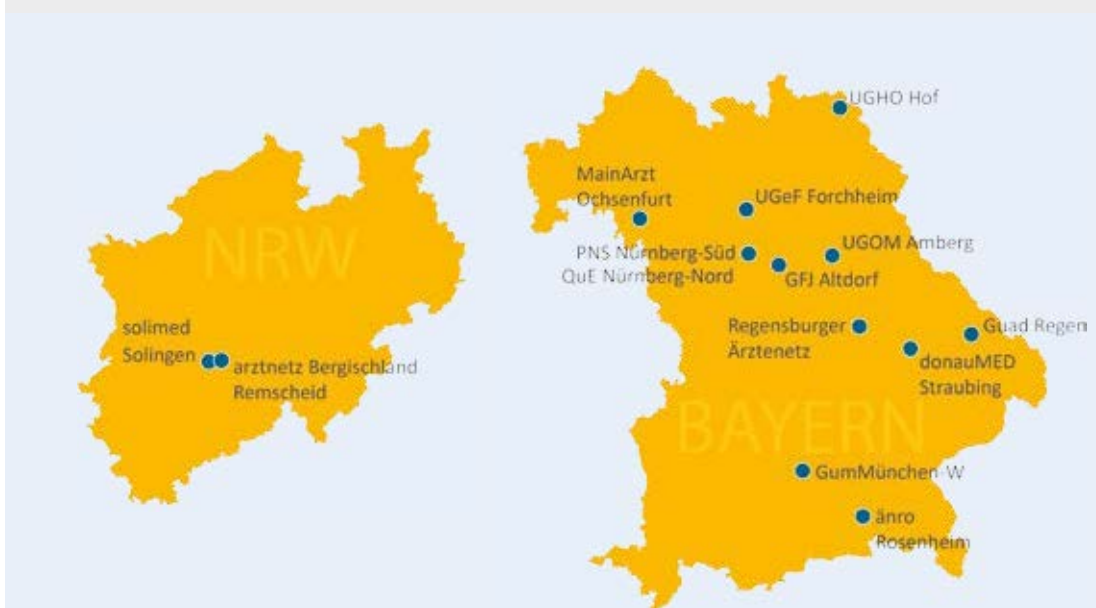 NRW
solimed
Solingen
arztnetz Bergischland
Remscheid
UGHO Hof
MainArzt
Ochsenfurt
UGeF Forchheim
PNS Nürnberg-Süd
QuE Nürnberg-Nord
UGOM Amberg
GFJ Altdorf
Regensburger
Ärztenetz
Guad Regen
donauMED
Straubing
BAYERN
GumMünchen-W
änro
Rosenheim